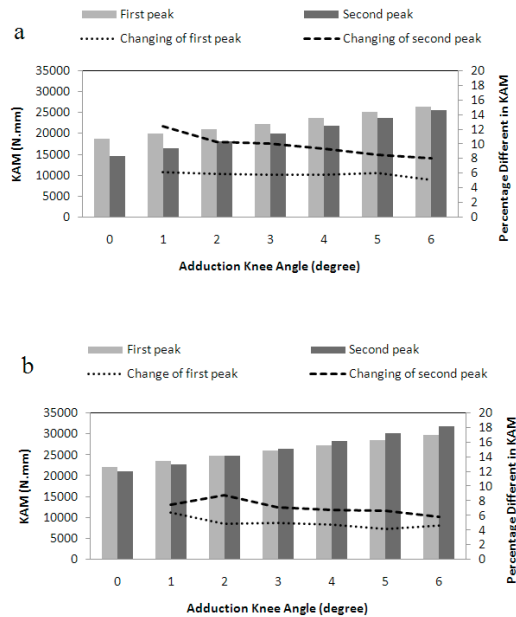 a
First peak
Second peak
Changing of first peak
Changing of second peak
KAM (N.mm)
35000
30000
25000
20000
15000
10000
5000
0
20
18
16
14
12
10
8
6
4
2
0
Percentage Different in KAM
0 1 2 3 4 5 6
Adduction Knee Angle (degree)
b
First peak
Second peak
Change of first peak
Changing of second peak
KAM (N.mm)
35000
30000
25000
20000
15000
10000
5000
0
20
18
16
14
12
10
8
6
4
2
0
Percentage Different in KAM
0 1 2 3 4 5 6
Adduction Knee Angle (degree)